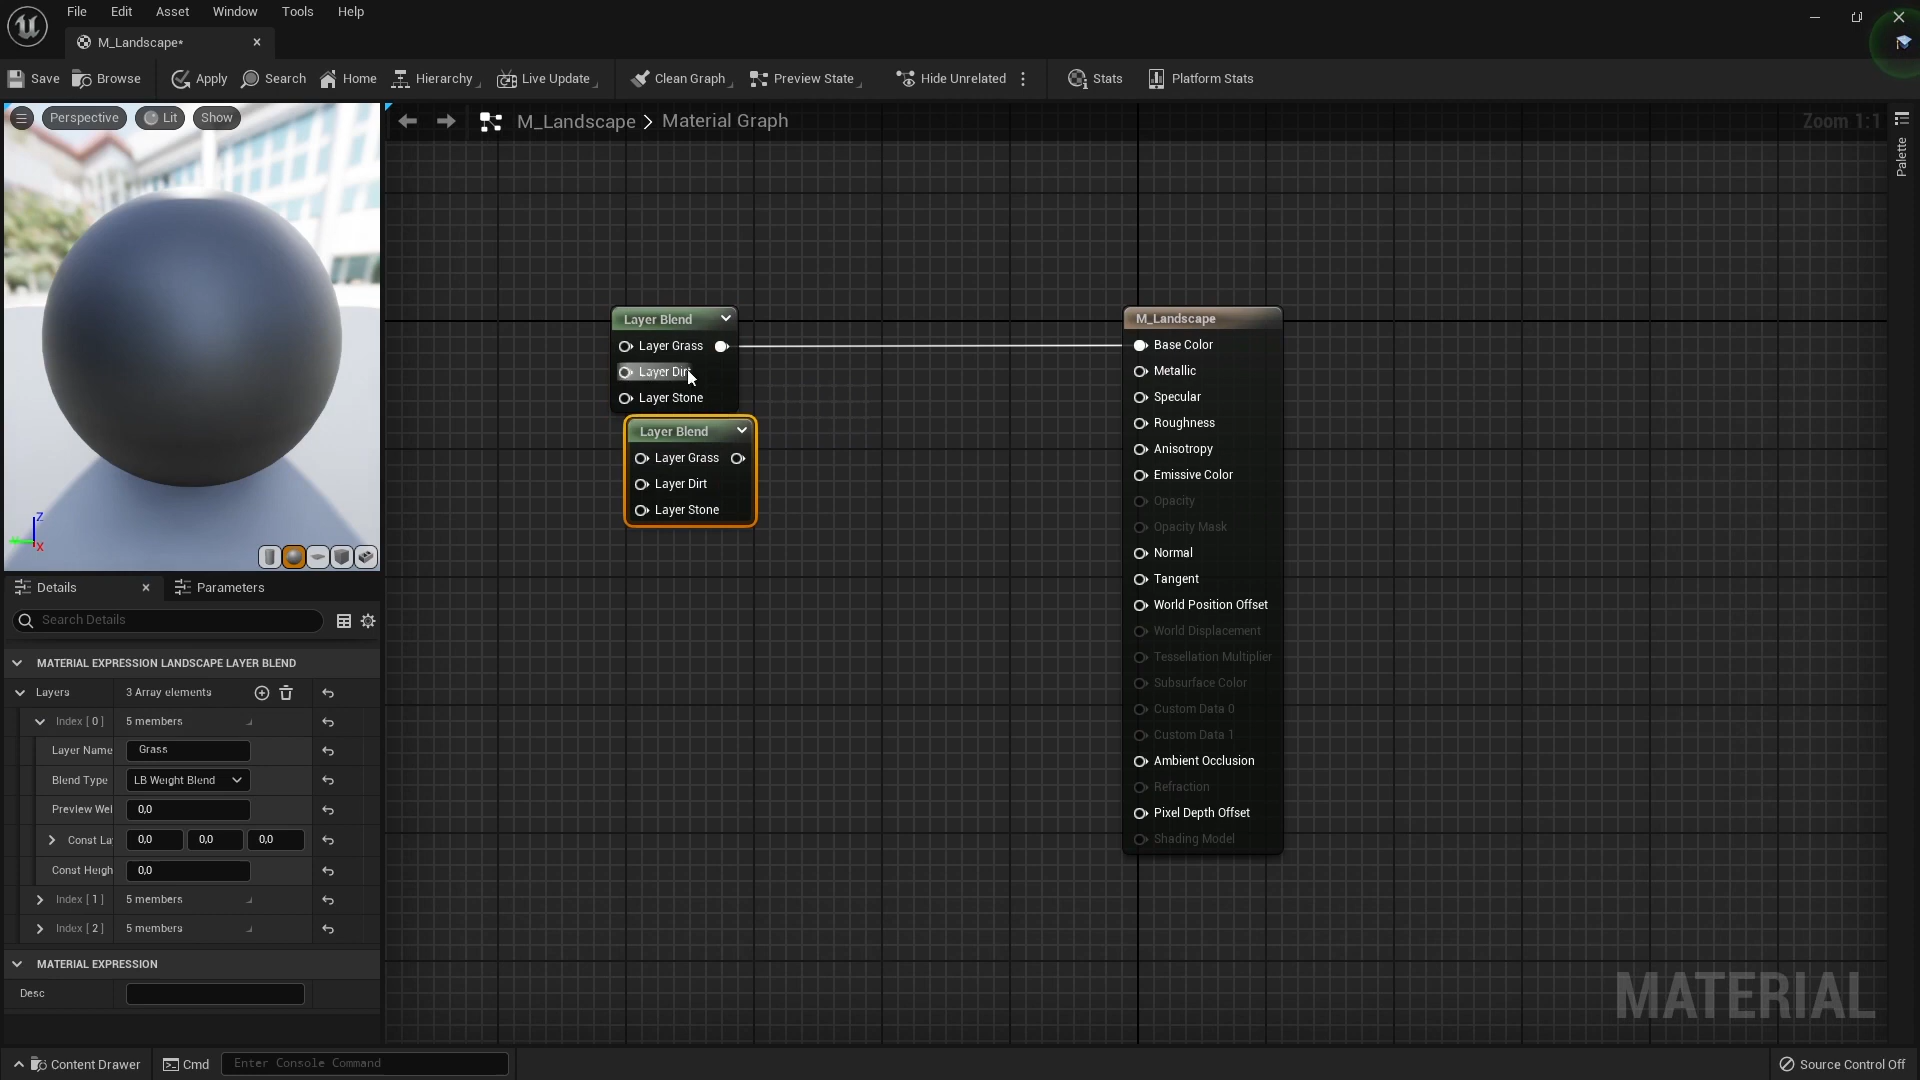 File Edit Asset Window Tools Help
M_Landscape*
Save Browse Apply Search Home Hierarchy Live Update Clean Graph Preview State Hide Unrelated Stats Platform Stats
Perspective Lit Show
M_Landscape > Material Graph
Zoom 1:1
Palette
Layer Blend
Layer Grass
Layer Dirt
Layer Stone
Layer Blend
Layer Grass
Layer Dirt
Layer Stone
M_Landscape
Base Color
Metallic
Specular
Roughness
Anisotropy
Emissive Color
Opacity
Opacity Mask
Normal
Tangent
World Position Offset
World Displacement
Tessellation Multiplier
Subsurface Color
Custom Data 0
Custom Data 1
Ambient Occlusion
Refraction
Pixel Depth Offset
Shading Model
Z
X
Details Parameters
Search Details
MATERIAL EXPRESSION LANDSCAPE LAYER BLEND
Layers 3 Array elements
Index [ 0 ] 5 members
Layer Name Grass
Blend Type LB Weight Blend
Preview Wei 0,0
Const La 0,0 0,0 0,0
Const Heigh 0,0
Index [ 1 ] 5 members
Index [ 2 ] 5 members
MATERIAL EXPRESSION
Desc
MATERIAL
Content Drawer Cmd Enter Console Command Source Control Off